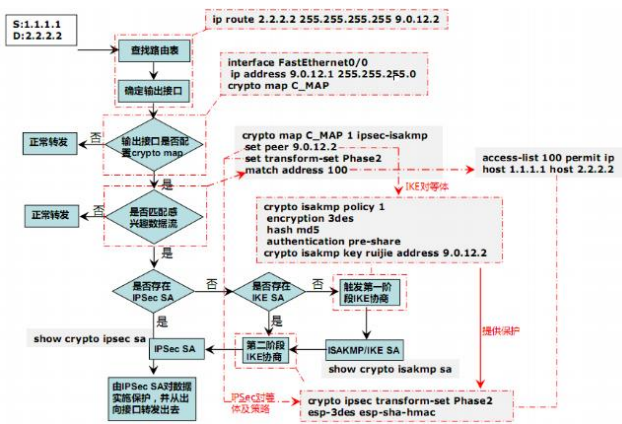 S:1.1.1.1
D:2.2.2.2
ip route 2.2.2.2 255.255.255.255 9.0.12.2
查找路由表
确定输出接口
interface FastEthernet0/0
ip address 9.0.12.1 255.255.255.0
crypto map C_MAP
输出接口是否配
置crypto map
否
正常转发
是
crypto map C_MAP 1 ipsec-isakmp
set peer 9.0.12.2
set transform-set Phase2
match address 100
access-list 100 permit ip
host 1.1.1.1 host 2.2.2.2
IKE对等体
是否匹配感
兴趣数据流
否
正常转发
是
crypto isakmp policy 1
encryption 3des
hash md5
authentication pre-share
crypto isakmp key ruijie address 9.0.12.2
是否存在
IPSec SA
否
是否存在
IKE SA
否
触发第一阶
段IKE协商
是
是
提供保护
show crypto ipsec sa
IPSec SA
第二阶段
IKE协商
ISAKMP/IKE SA
show crypto isakmp sa
由IPSec SA对数据
实施保护，并从出
向接口转发出去
IPSec对等
体及策略
crypto ipsec transform-set Phase2
esp-3des esp-sha-hmac